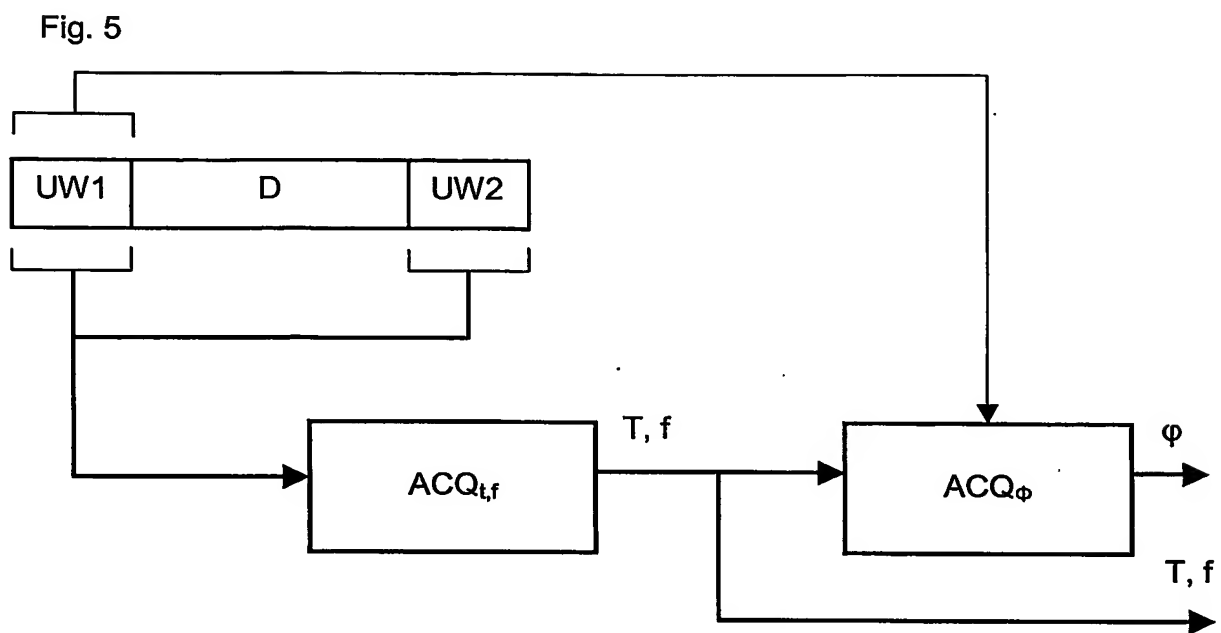 Fig. 5
UW1 D UW2
T, f
φ
ACQt,f
ACQΦ
T, f